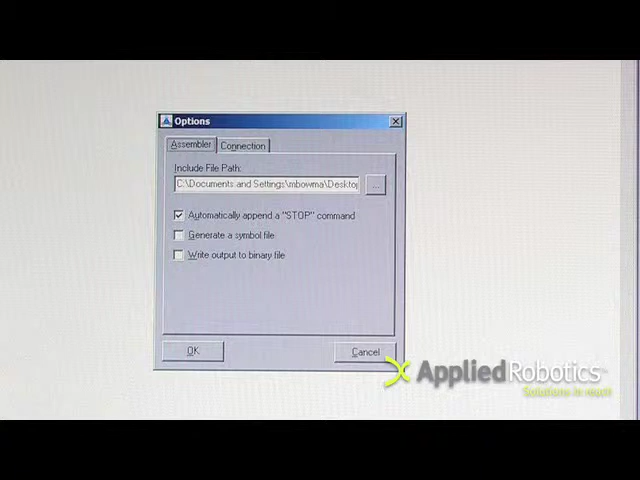 Options
Assembler Connection
Include File Path:
C:\Documents and Settings\mbowma\Desktop
...
Automatically append a "STOP" command
Generate a symbol file
Write output to binary file
OK Cancel
Applied Robotics™
Solutions in reach